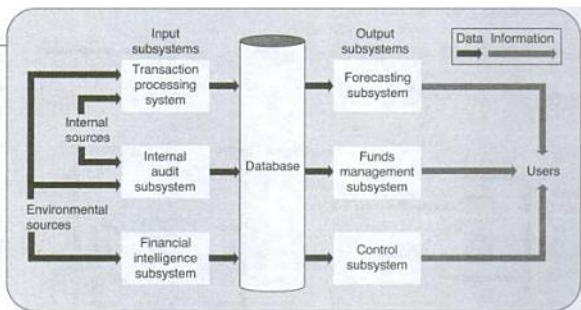 Input
subsystems
Output
subsystems
Data Information
Transaction
processing
system
Forecasting
subsystem
Internal
sources
Internal
audit
subsystem
Database
Funds
management
subsystem
Users
Environmental
sources
Financial
intelligence
subsystem
Control
subsystem